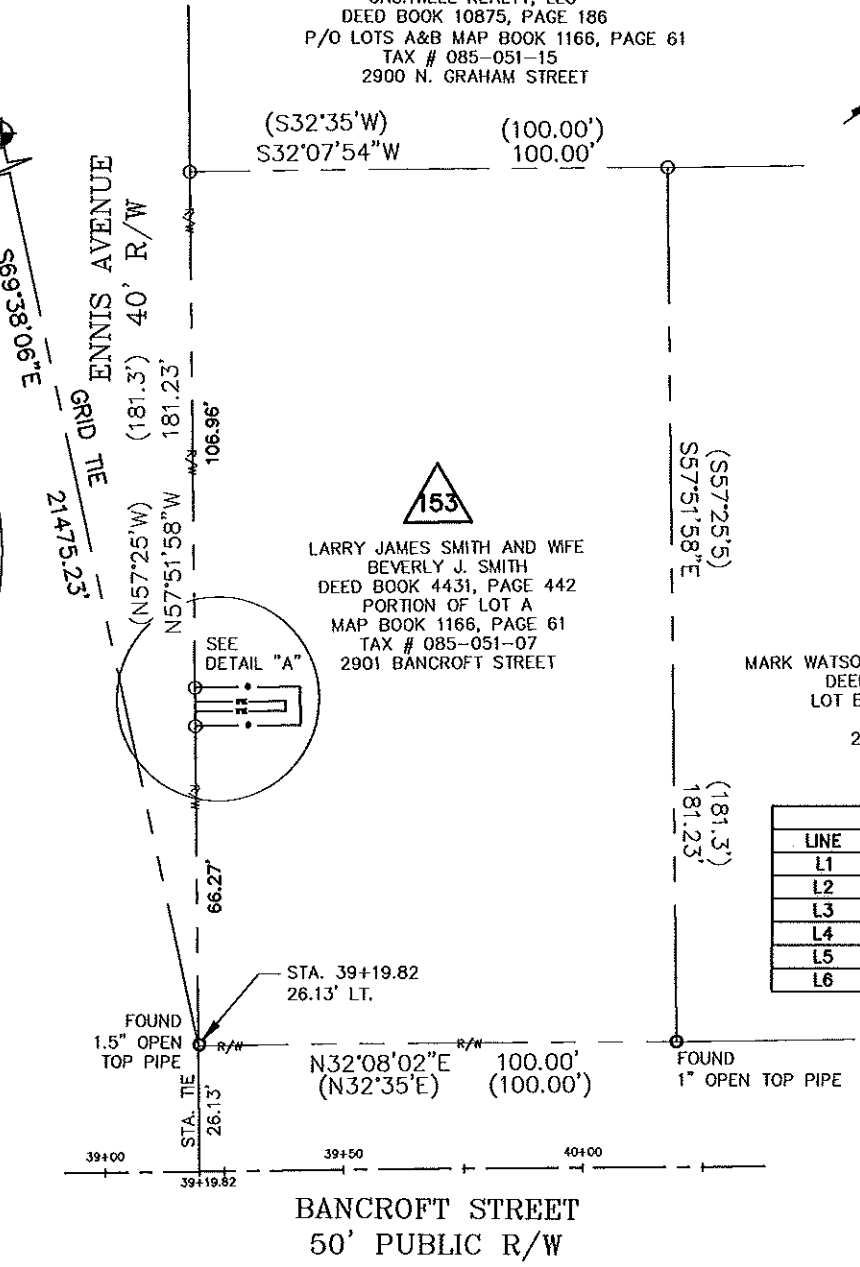 DEED BOOK 10875, PAGE 186
P/O LOTS A&B MAP BOOK 1166, PAGE 61
TAX # 085-051-15
2900 N. GRAHAM STREET
(S32°35'W) (100.00')
S32°07'54"W 100.00'
ENNIS AVENUE
40' R/W
S69°38'06"E
GRID TIE
21475.23'
(N57°25'W) (181.3')
N57°51'58"W 181.23'
R/W
106.96'
R/W
153
LARRY JAMES SMITH AND WIFE
BEVERLY J. SMITH
DEED BOOK 4431, PAGE 442
PORTION OF LOT A
MAP BOOK 1166, PAGE 61
TAX # 085-051-07
2901 BANCROFT STREET
(S57°25'5)
S57°51'58"E
(181.3')
181.23'
SEE
DETAIL "A"
MARK WATSO
DEE
LOT B
2
LINE
L1
L2
L3
L4
L5
L6
R/W
66.27'
STA. 39+19.82
26.13' LT.
FOUND
1.5" OPEN
TOP PIPE
R/W R/W
N32°08'02"E 100.00'
(N32°35'E) (100.00')
FOUND
1" OPEN TOP PIPE
STA. TIE
26.13'
39+00 39+50 40+00
39+19.82
BANCROFT STREET
50' PUBLIC R/W